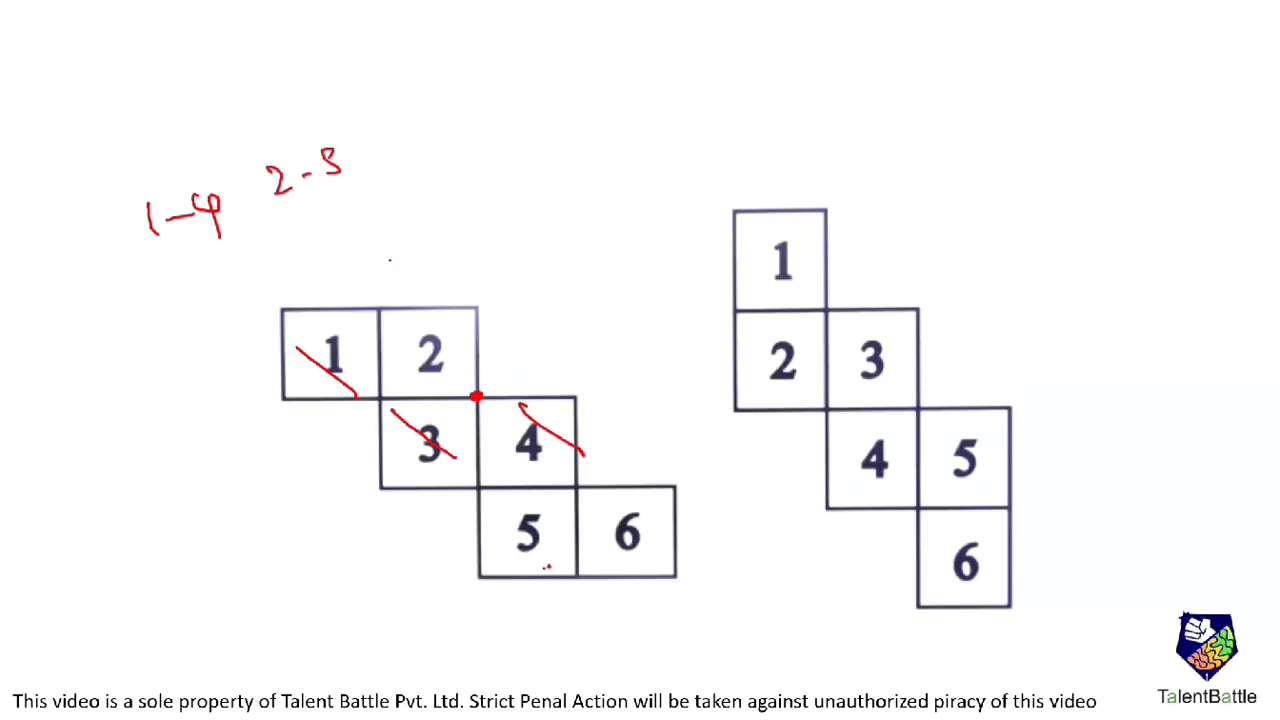 2 - 5
1 - 4
1
1 2
2 3
3 4
4 5
5 6
6
TalentBattle
This video is a sole property of Talent Battle Pvt. Ltd. Strict Penal Action will be taken against unauthorized piracy of this video